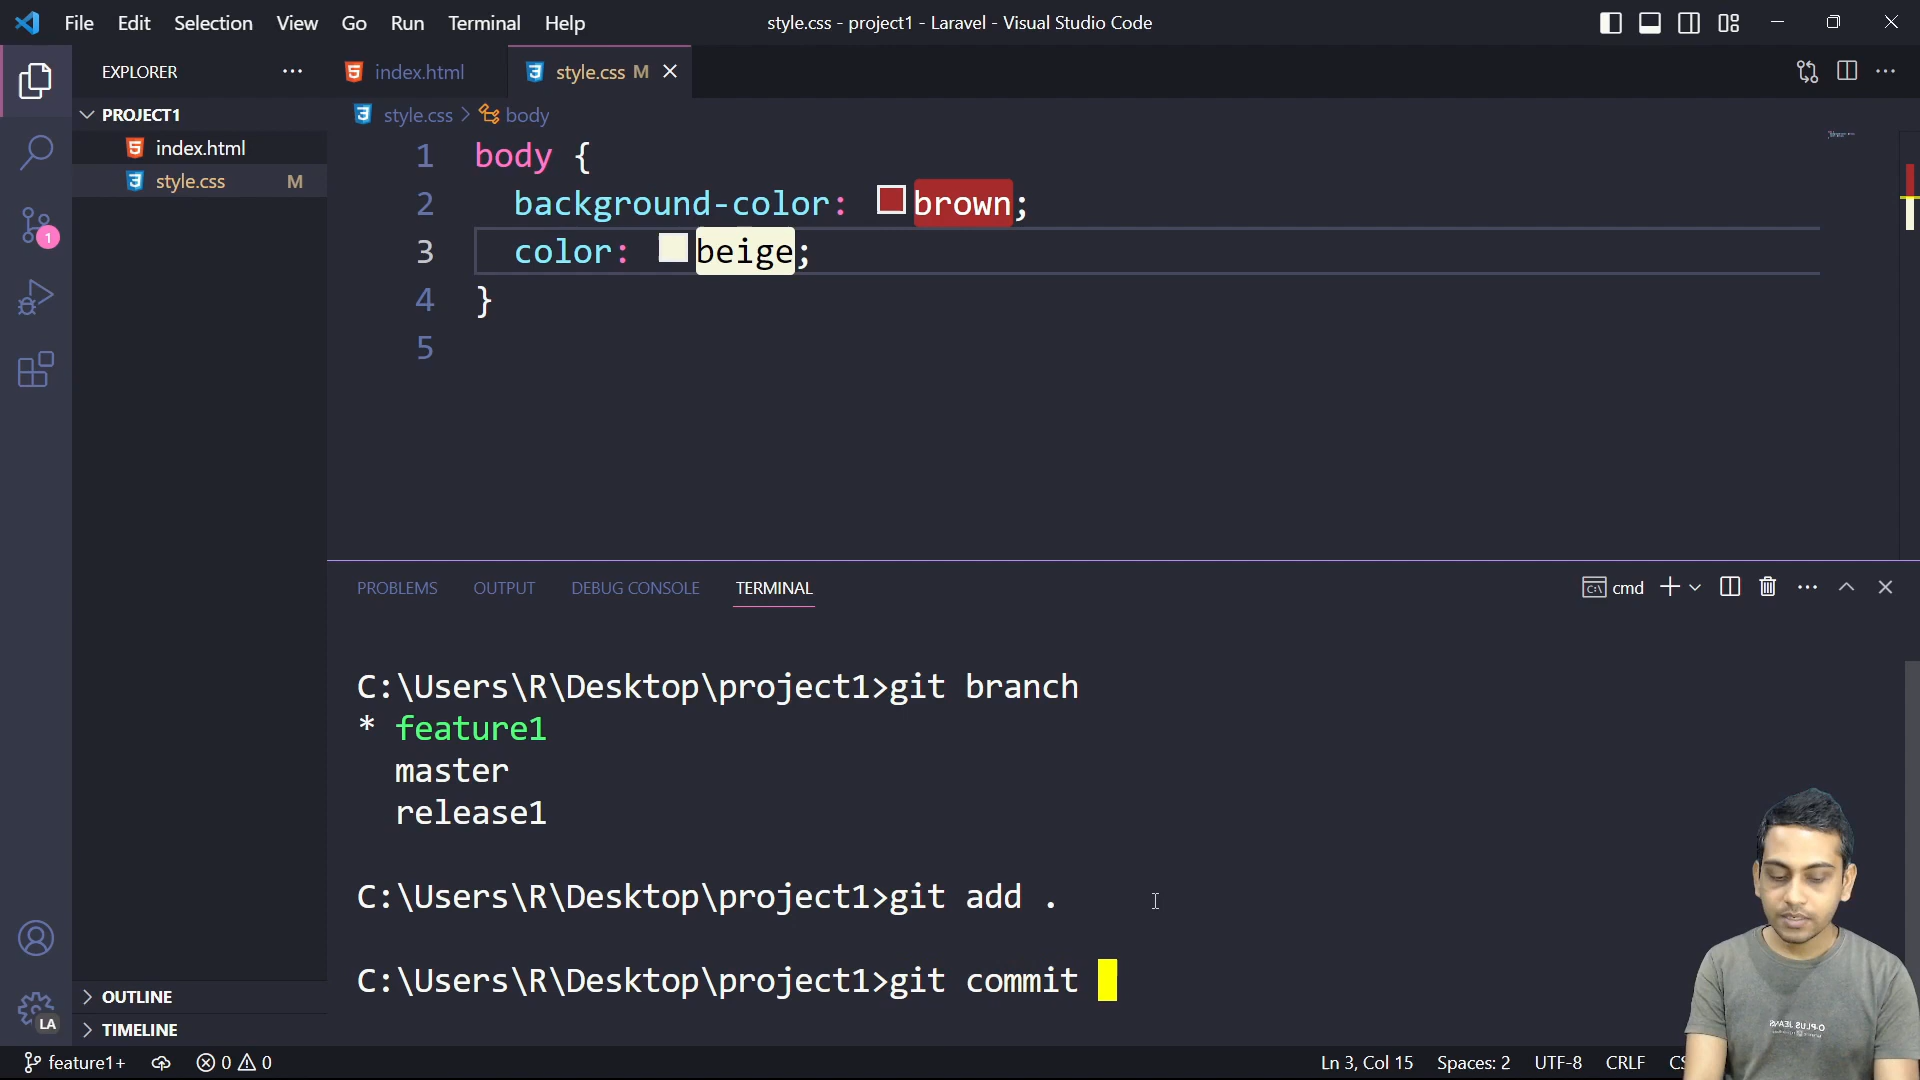 File Edit Selection View Go Run Terminal Help
style.css - project1 - Laravel - Visual Studio Code
EXPLORER
index.html
style.css M
PROJECT1
index.html
style.css M
style.css > body
1 body {
2 background-color: brown;
3 color: beige;
4 }
5
1
PROBLEMS OUTPUT DEBUG CONSOLE TERMINAL
cmd
C:\Users\R\Desktop\project1>git branch
* feature1
master
release1
C:\Users\R\Desktop\project1>git add .
C:\Users\R\Desktop\project1>git commit
OUTLINE
TIMELINE
LA
feature1+ 0 0
Ln 3, Col 15 Spaces: 2 UTF-8 CRLF